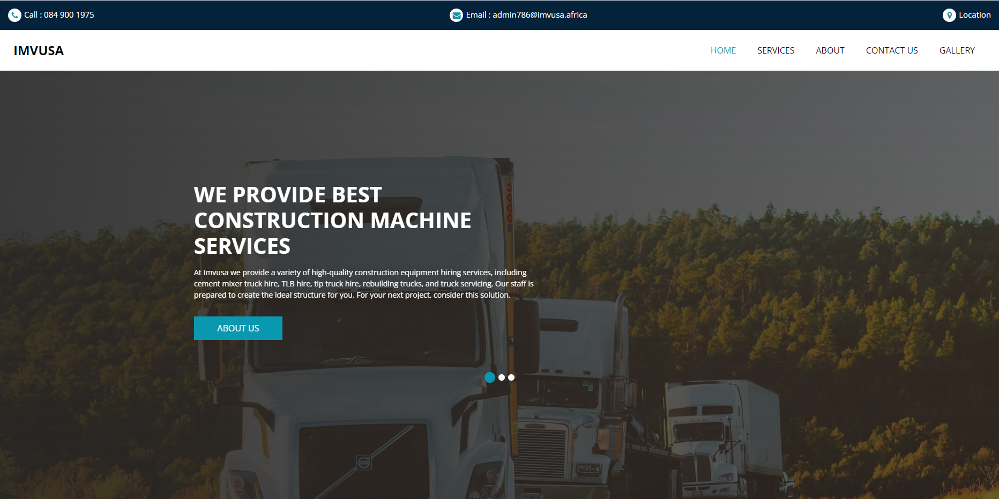 Call : 084 900 1975
Email : admin786@imvusa.africa
Location
IMVUSA
HOME
SERVICES
ABOUT
CONTACT US
GALLERY
WE PROVIDE BEST
CONSTRUCTION MACHINE
SERVICES
At Imvusa we provide a variety of high-quality construction equipment hiring services, including
cement mixer truck hire, TLB hire, tip truck hire, rebuilding trucks, and truck servicing. Our staff is
prepared to create the ideal structure for you. For your next project, consider this solution.
ABOUT US